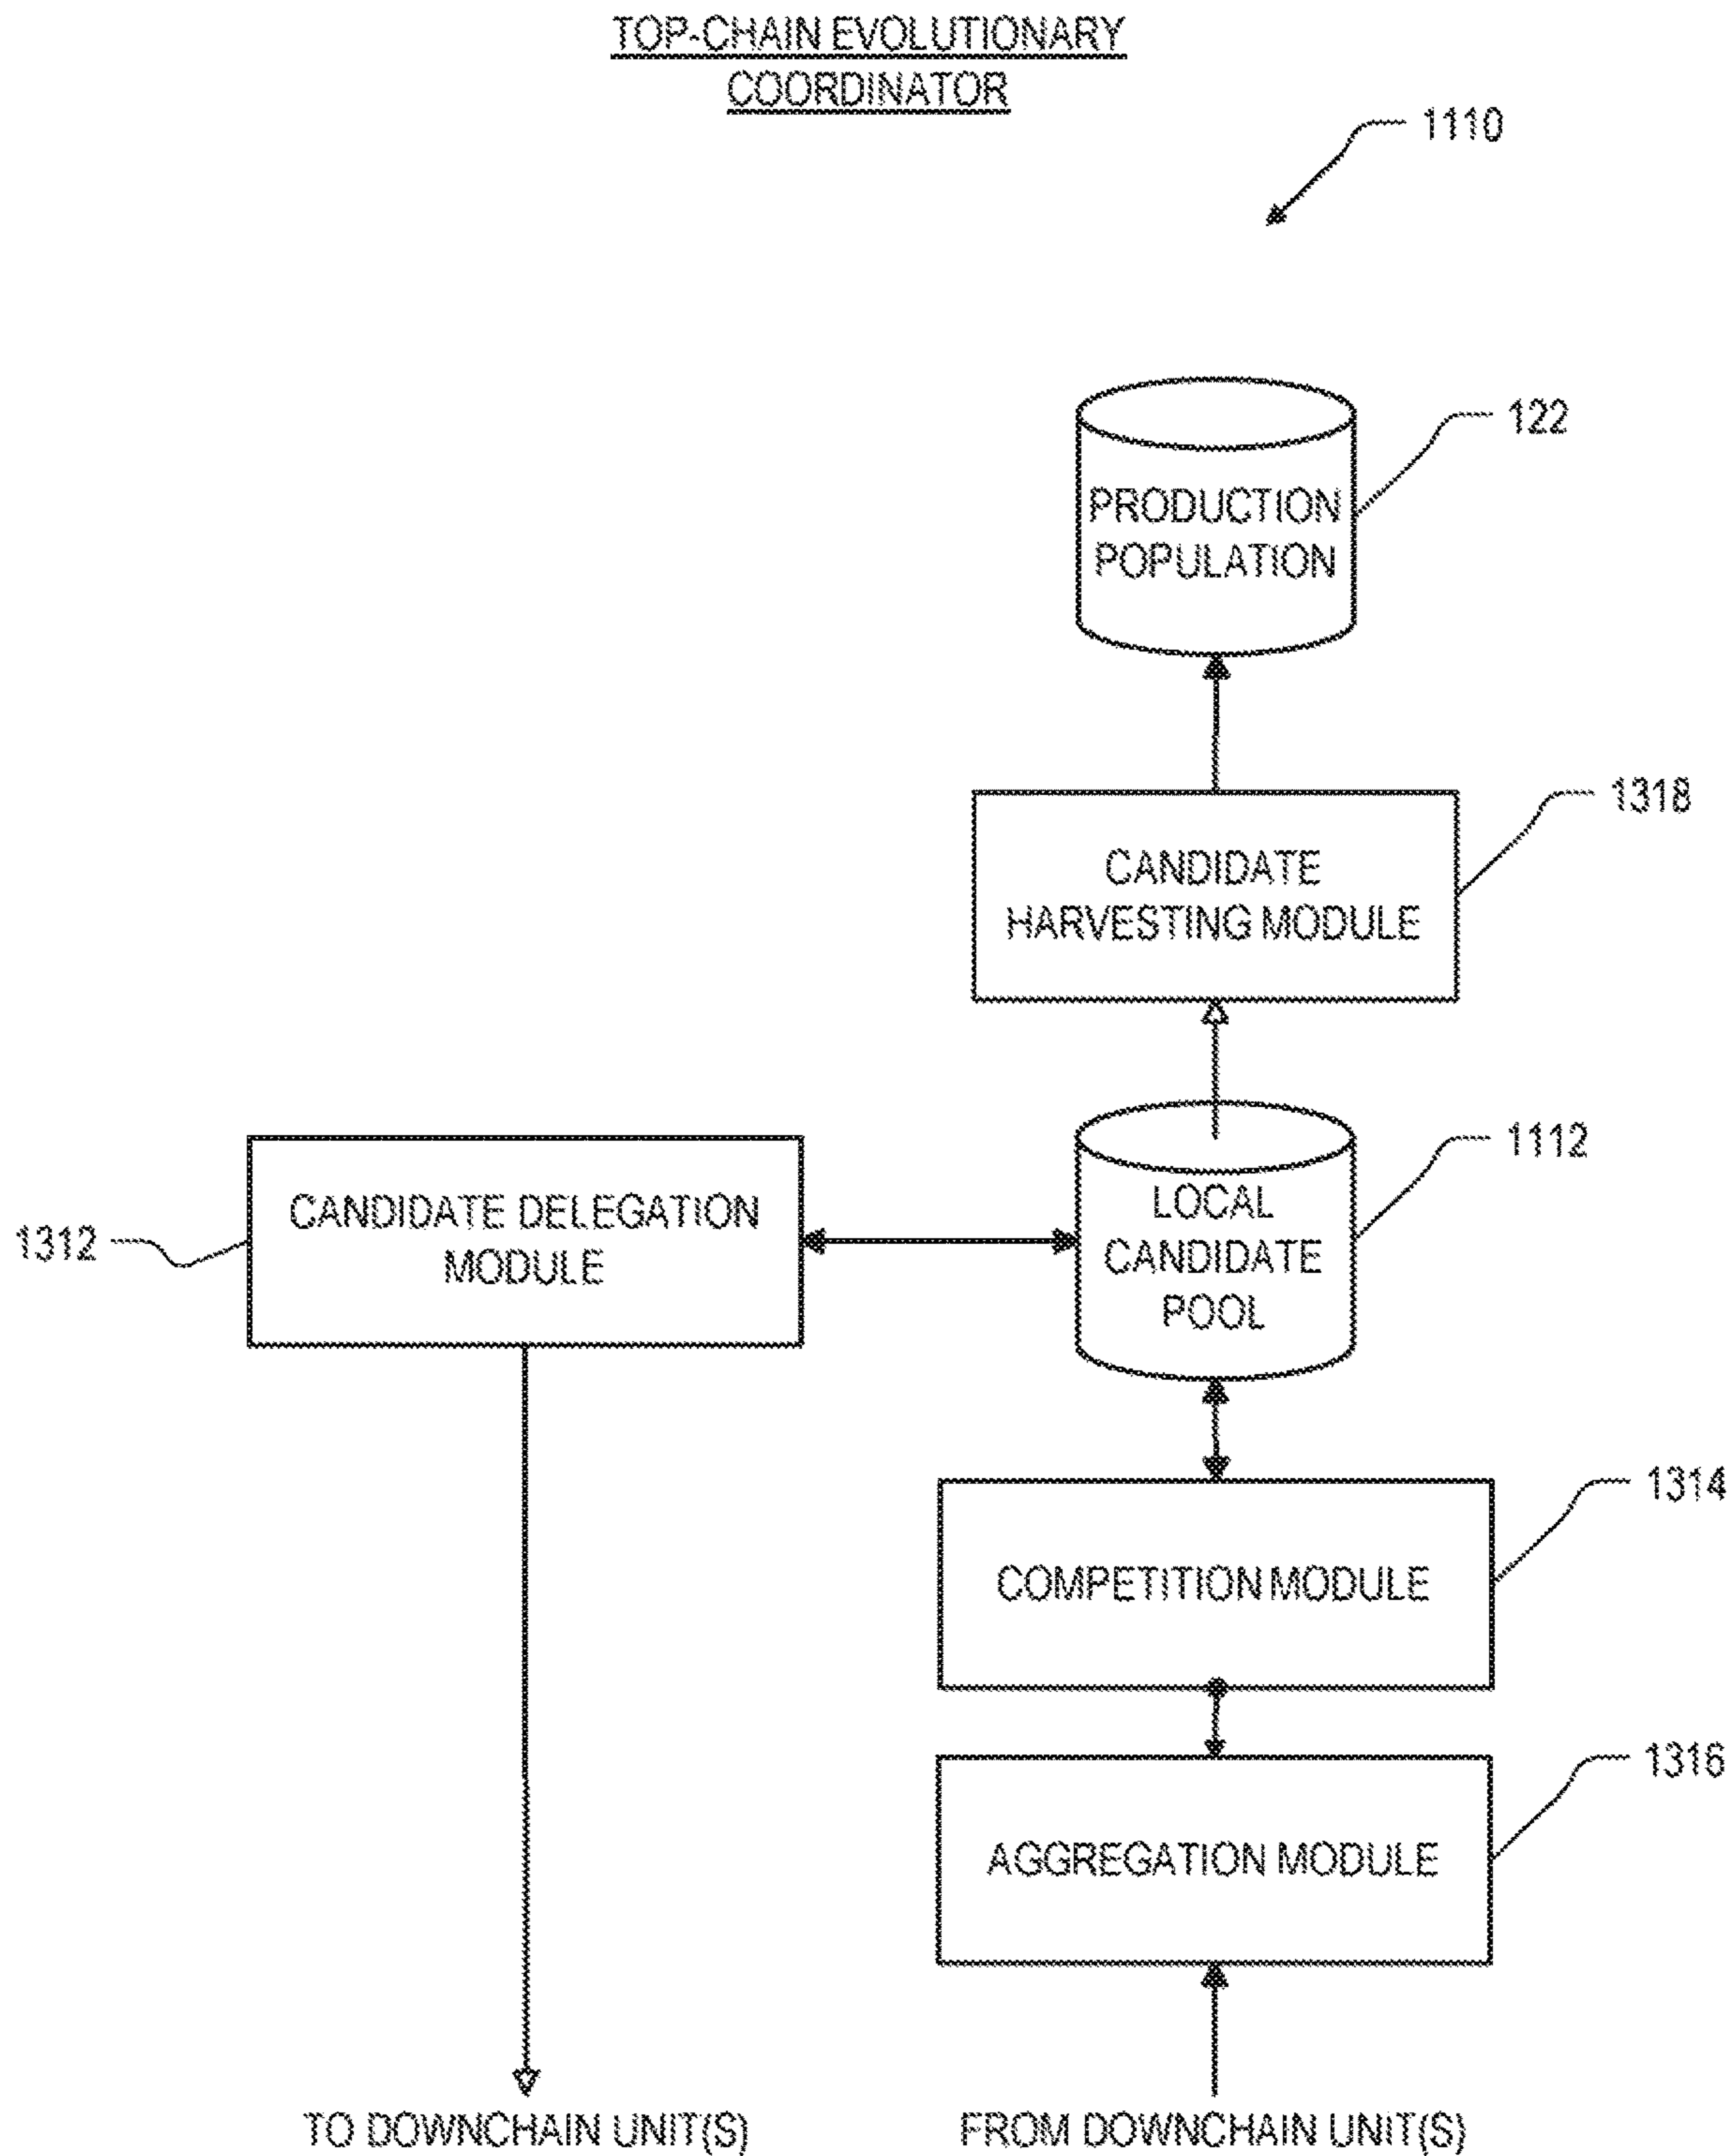 TOP-CHAIN EVOLUTIONARY
COORDINATOR
1110
122
PRODUCTION
POPULATION
1318
CANDIDATE
HARVESTING MODULE
1112
LOCAL
CANDIDATE
POOL
CANDIDATE DELEGATION
MODULE
1312
1314
COMPETITION MODULE
1316
AGGREGATION MODULE
TO DOWNCHAIN UNIT(S)
FROM DOWNCHAIN UNIT(S)